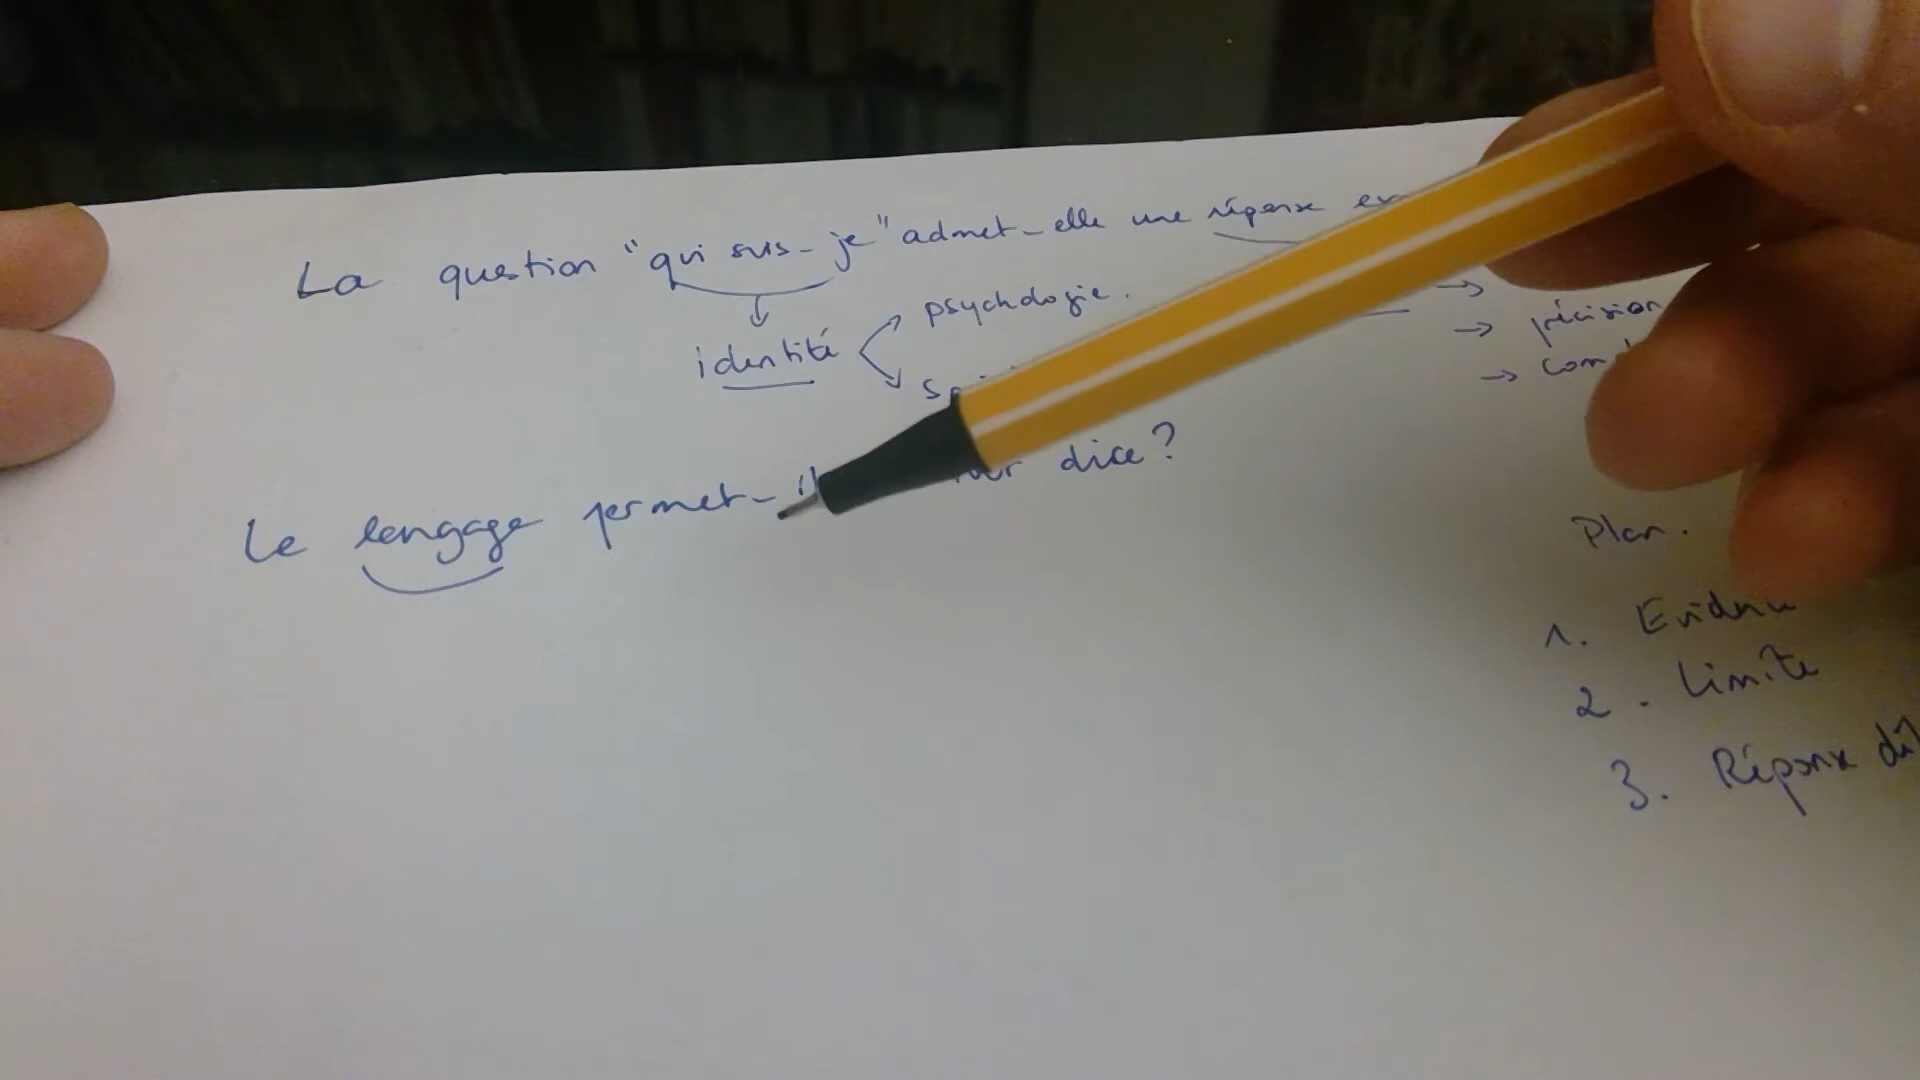 La question "qui suis-je" admet-elle une réponse
psychologie.
→
→ précision
identité
→
Le langage permet-il dire?
Plan.
1. Evidence
2. Limite
3. Réponse